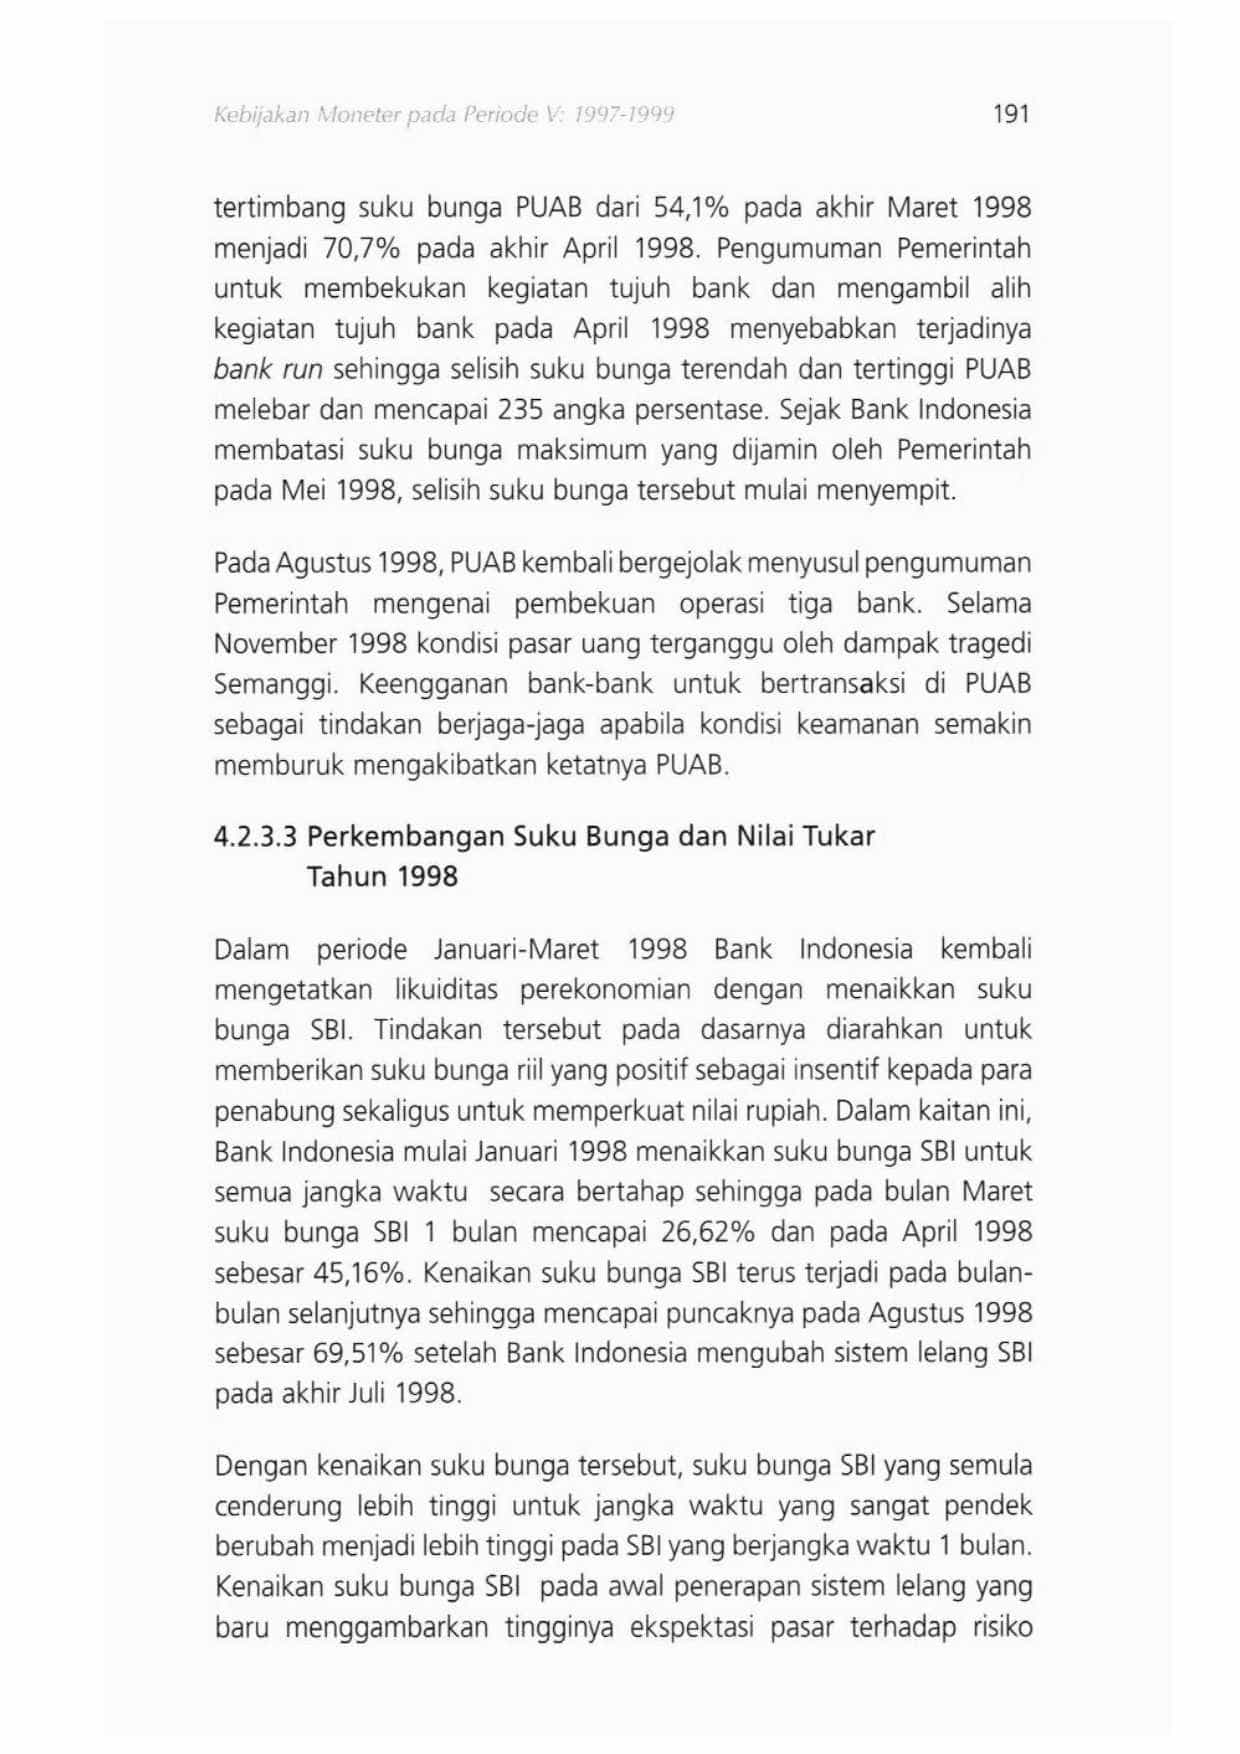 Kebijakan Moneter pada Periode V: 1997-1999 191
tertimbang suku bunga PUAB dari 54,1% pada akhir Maret 1998
menjadi 70,7% pada akhir April 1998. Pengumuman Pemerintah
untuk membekukan kegiatan tujuh bank dan mengambil alih
kegiatan tujuh bank pada April 1998 menyebabkan terjadinya
bank run sehingga selisih suku bunga terendah dan tertinggi PUAB
melebar dan mencapai 235 angka persentase. Sejak Bank Indonesia
membatasi suku bunga maksimum yang dijamin oleh Pemerintah
pada Mei 1998, selisih suku bunga tersebut mulai menyempit.
Pada Agustus 1998, PUAB kembali bergejolak menyusul pengumuman
Pemerintah mengenai pembekuan operasi tiga bank. Selama
November 1998 kondisi pasar uang terganggu oleh dampak tragedi
Semanggi. Keengganan bank-bank untuk bertransaksi di PUAB
sebagai tindakan berjaga-jaga apabila kondisi keamanan semakin
memburuk mengakibatkan ketatnya PUAB.
4.2.3.3 Perkembangan Suku Bunga dan Nilai Tukar
Tahun 1998
Dalam periode Januari-Maret 1998 Bank Indonesia kembali
mengetatkan likuiditas perekonomian dengan menaikkan suku
bunga SBI. Tindakan tersebut pada dasarnya diarahkan untuk
memberikan suku bunga riil yang positif sebagai insentif kepada para
penabung sekaligus untuk memperkuat nilai rupiah. Dalam kaitan ini,
Bank Indonesia mulai Januari 1998 menaikkan suku bunga SBI untuk
semua jangka waktu secara bertahap sehingga pada bulan Maret
suku bunga SBI 1 bulan mencapai 26,62% dan pada April 1998
sebesar 45,16%. Kenaikan suku bunga SBI terus terjadi pada bulan-
bulan selanjutnya sehingga mencapai puncaknya pada Agustus 1998
sebesar 69,51% setelah Bank Indonesia mengubah sistem lelang SBI
pada akhir Juli 1998.
Dengan kenaikan suku bunga tersebut, suku bunga SBI yang semula
cenderung lebih tinggi untuk jangka waktu yang sangat pendek
berubah menjadi lebih tinggi pada SBI yang berjangka waktu 1 bulan.
Kenaikan suku bunga SBI pada awal penerapan sistem lelang yang
baru menggambarkan tingginya ekspektasi pasar terhadap risiko